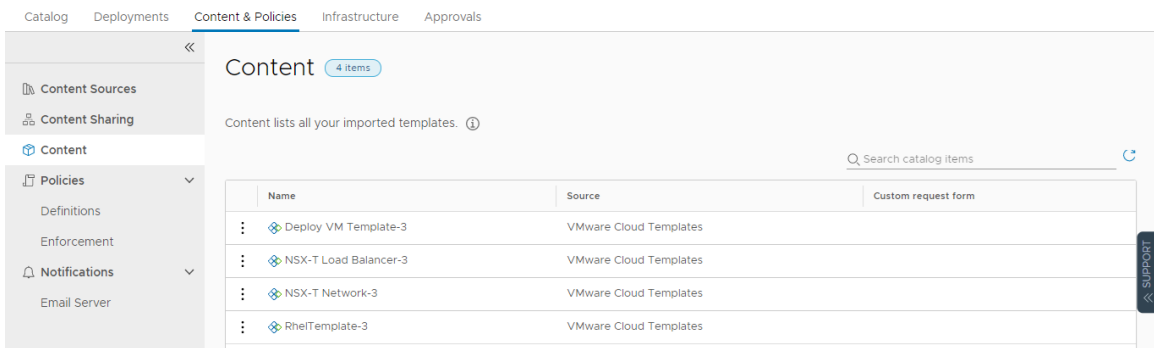 Catalog Deployments Content & Policies Infrastructure Approvals
Content Sources
Content Sharing
Content
Policies
Definitions
Enforcement
Notifications
Email Server
Content 4 items
Content lists all your imported templates.
Search catalog items
Name Source Custom request form
Deploy VM Template-3 VMware Cloud Templates
NSX-T Load Balancer-3 VMware Cloud Templates
NSX-T Network-3 VMware Cloud Templates
RhelTemplate-3 VMware Cloud Templates
SUPPORT